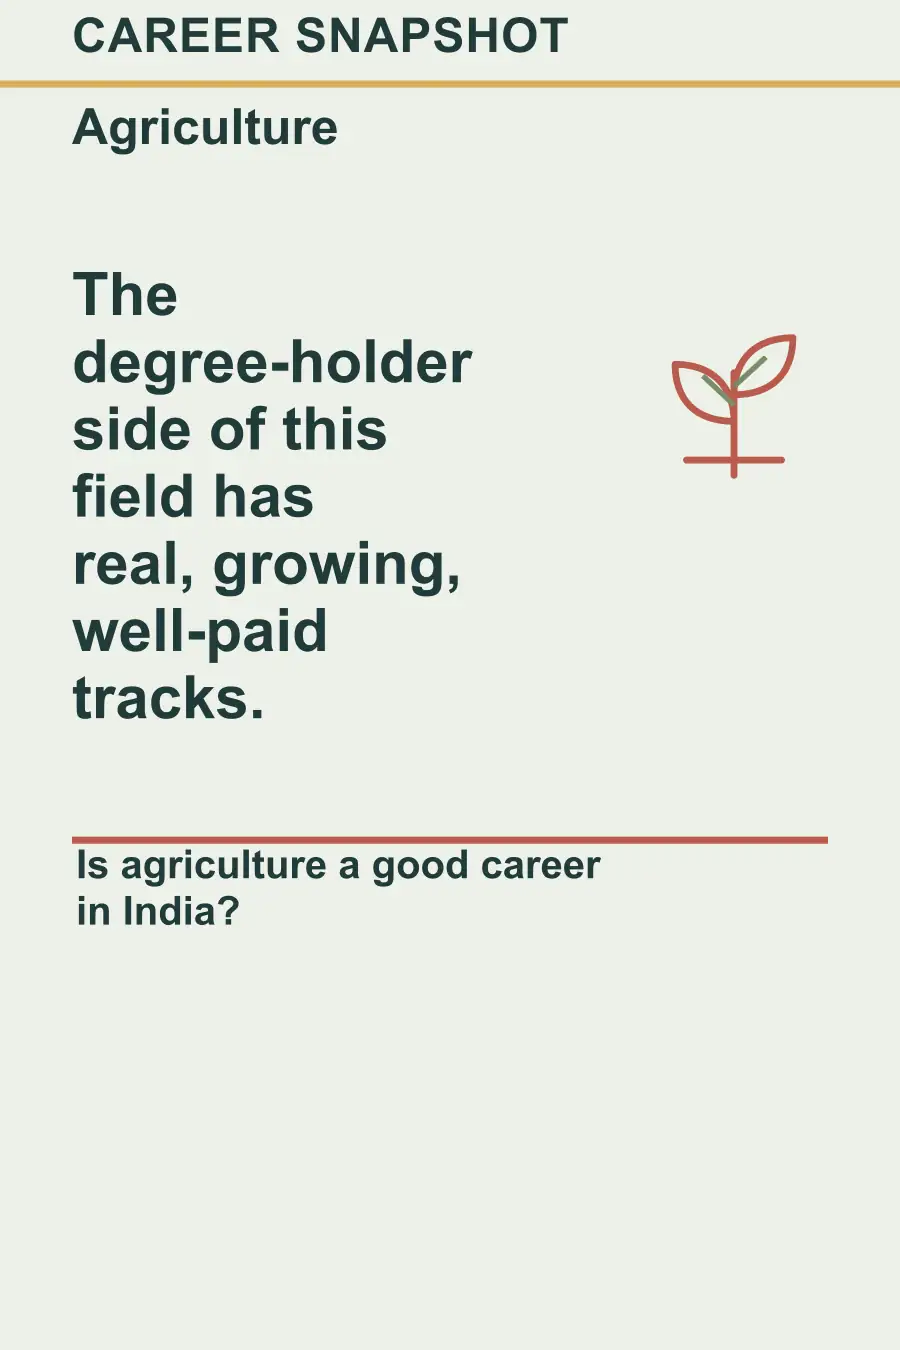 CAREER SNAPSHOT
Agriculture
The
degree-holder
side of this
field has
real, growing,
well-paid
tracks.
Is agriculture a good career
in India?